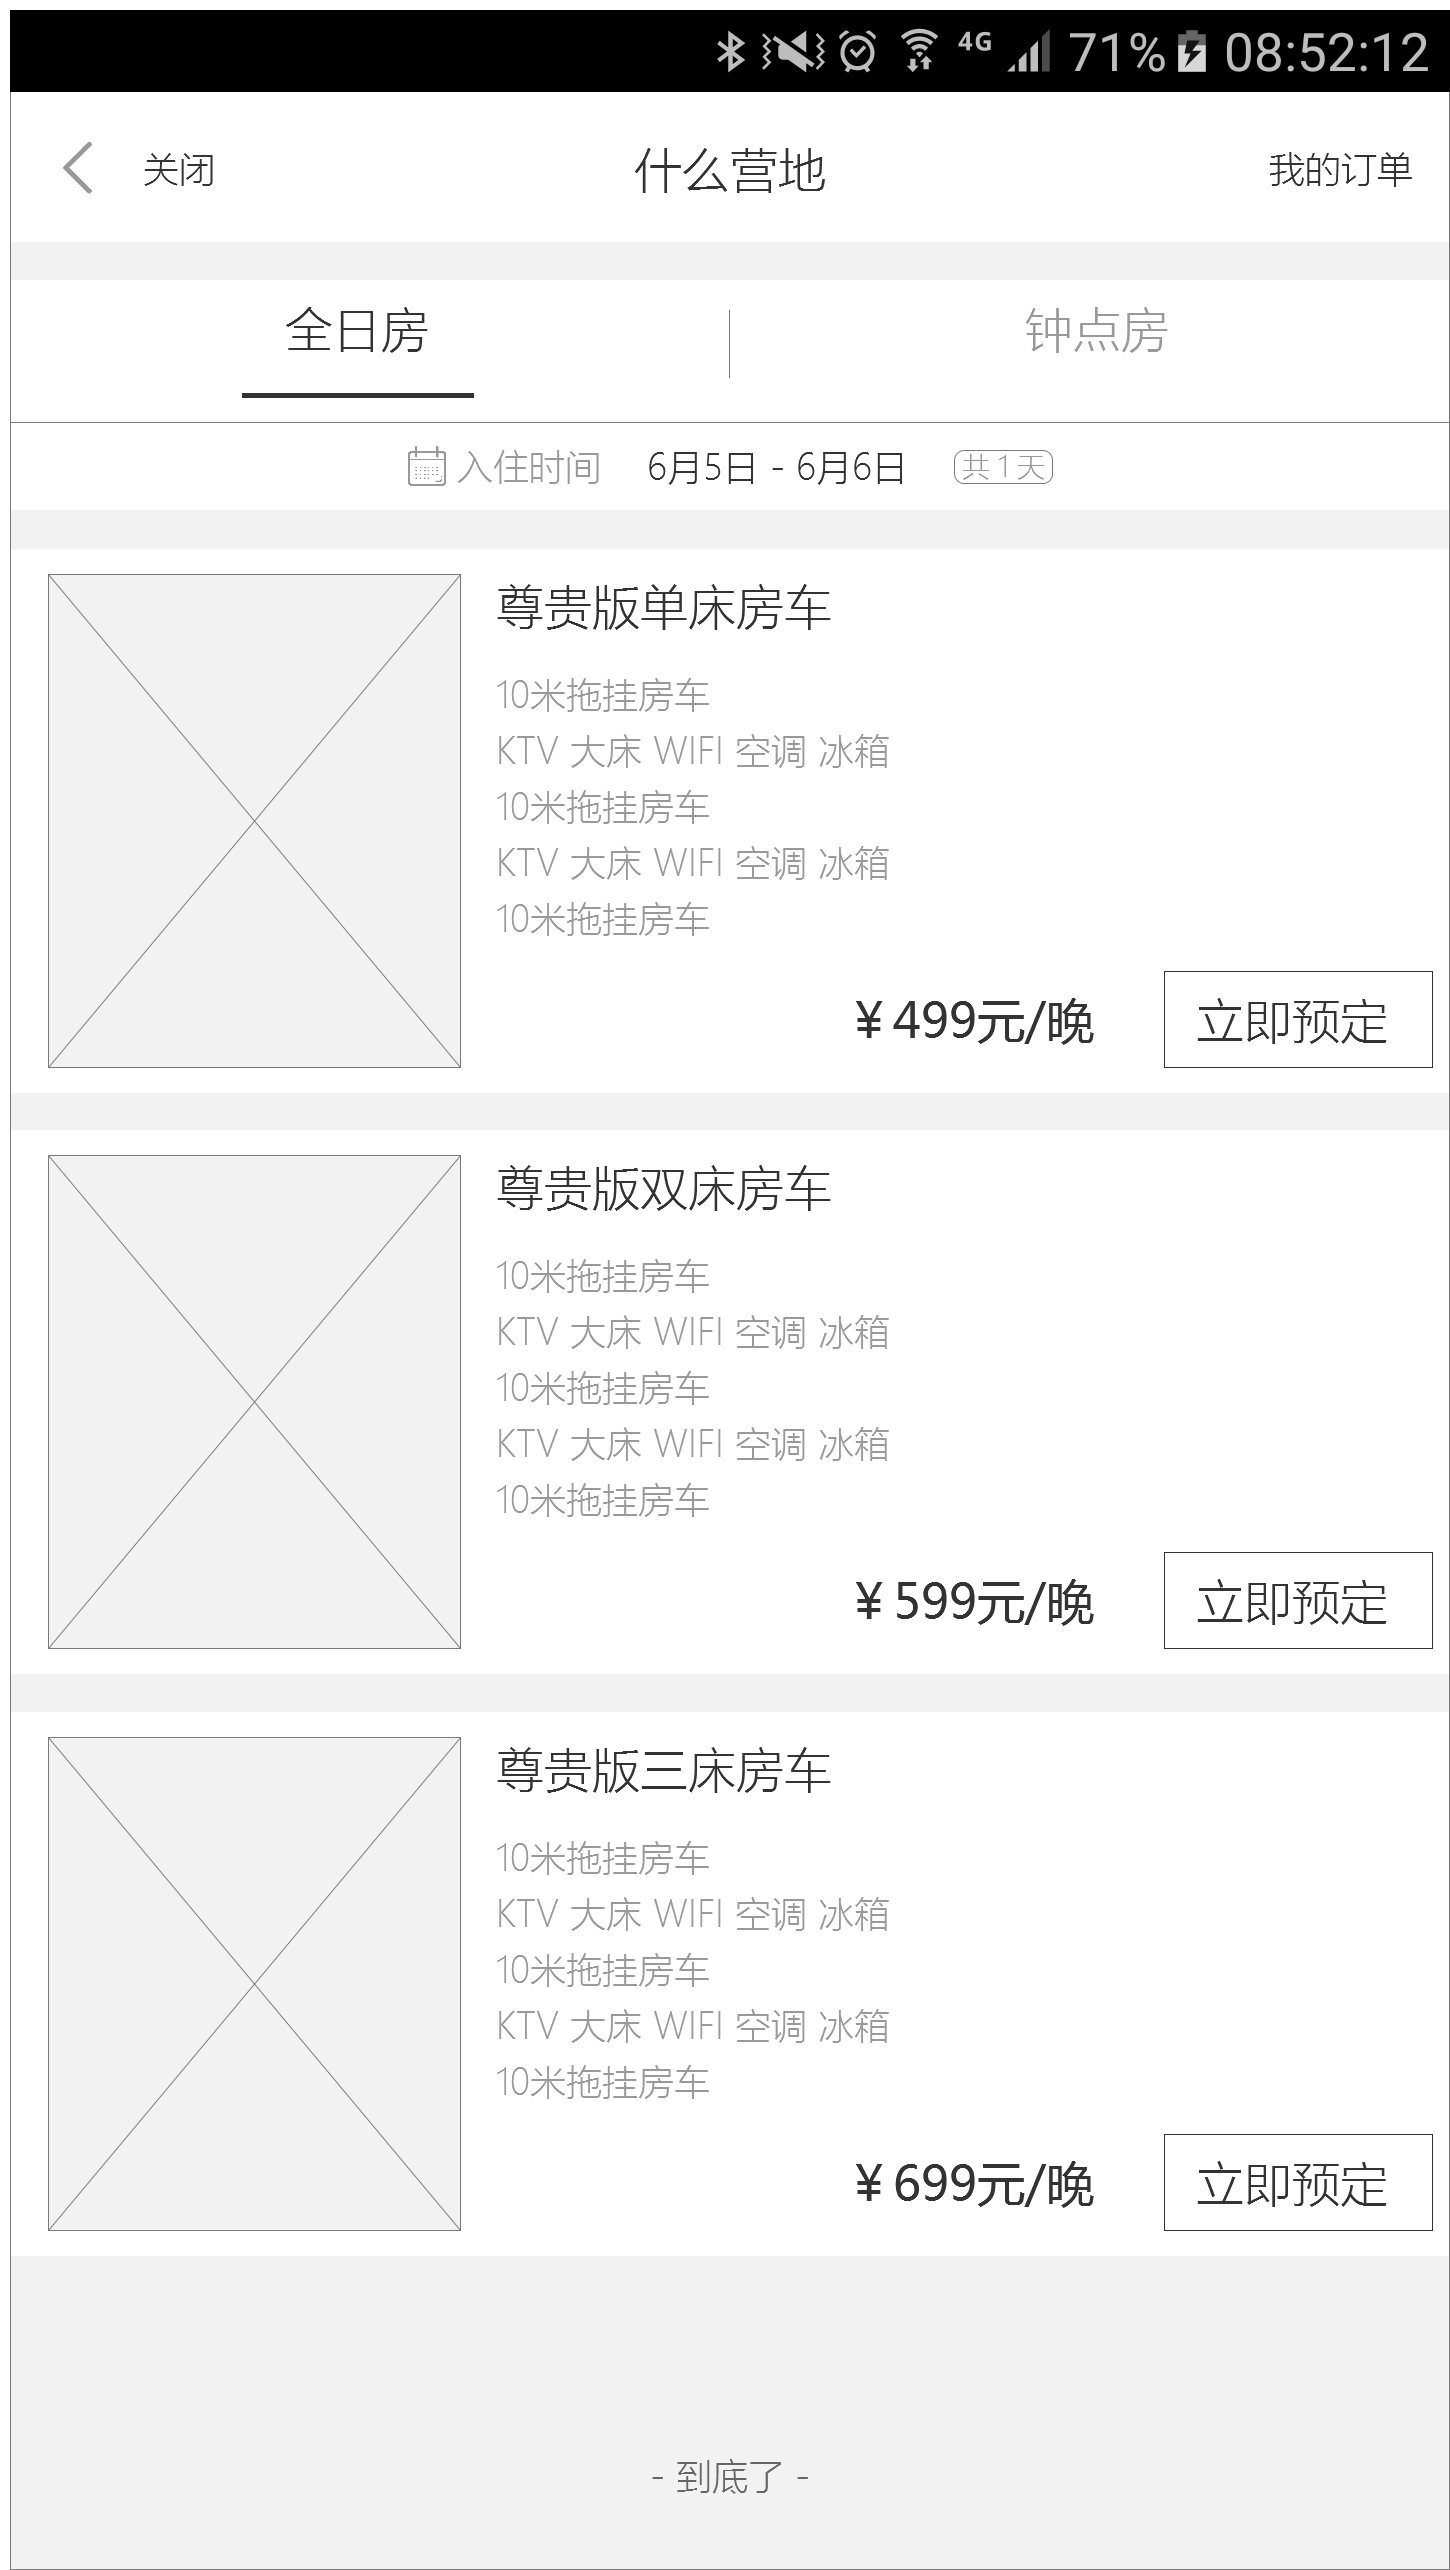 4G 71% 08:52:12
关闭 什么营地 我的订单
全日房 钟点房
入住时间 6月5日 - 6月6日 共1天
尊贵版单床房车
10米拖挂房车
KTV 大床 WIFI 空调 冰箱
10米拖挂房车
KTV 大床 WIFI 空调 冰箱
10米拖挂房车
¥499元/晚 立即预定
尊贵版双床房车
10米拖挂房车
KTV 大床 WIFI 空调 冰箱
10米拖挂房车
KTV 大床 WIFI 空调 冰箱
10米拖挂房车
¥599元/晚 立即预定
尊贵版三床房车
10米拖挂房车
KTV 大床 WIFI 空调 冰箱
10米拖挂房车
KTV 大床 WIFI 空调 冰箱
10米拖挂房车
¥699元/晚 立即预定
- 到底了 -